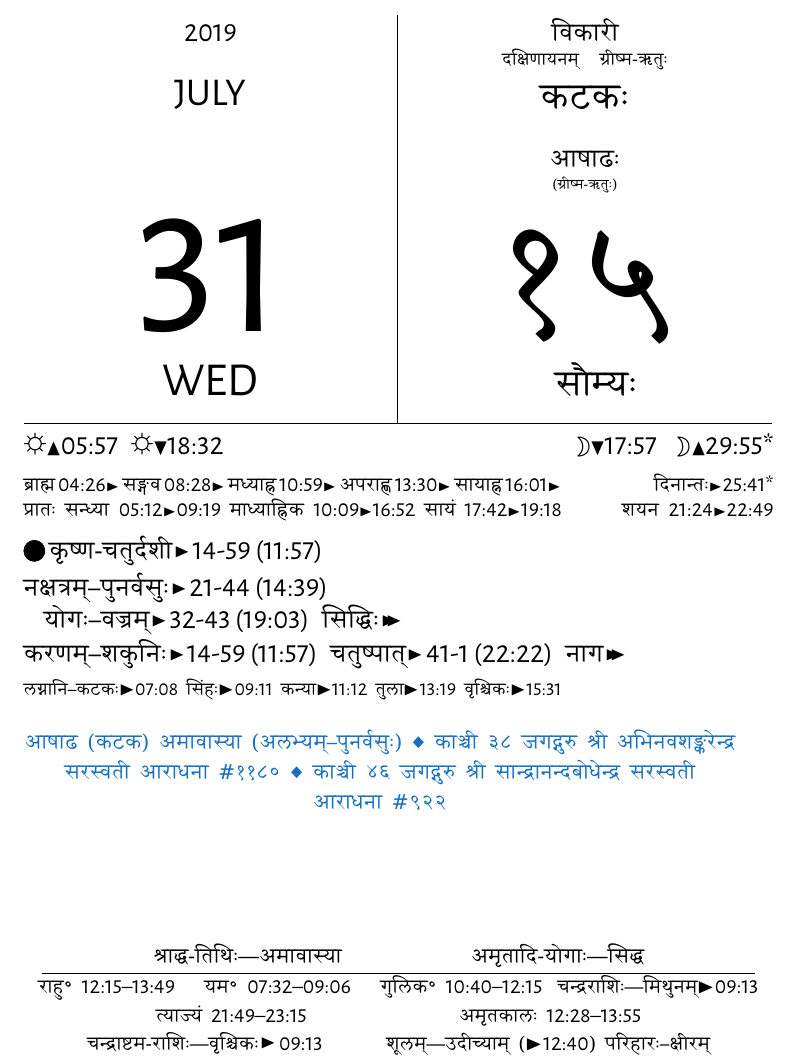 2019
JULY
31
WED
विकारी
दक्षिणायनम् ग्रीष्म-ऋतुः
कटकः
आषाढः
(ग्रीष्म-ऋतुः)
१५
सौम्यः
☼▲05:57 ☼▼18:32 ☽▼17:57 ☽▲29:55*
ब्राह्म 04:26► सङ्गव 08:28► मध्याह्न 10:59► अपराह्ण 13:30► सायाह्न 16:01► दिनान्तः►25:41*
प्रातः सन्ध्या 05:12►09:19 माध्याह्निक 10:09►16:52 सायं 17:42►19:18 शयन 21:24►22:49
●कृष्ण-चतुर्दशी►14-59 (11:57)
नक्षत्रम्–पुनर्वसुः►21-44 (14:39)
योगः–वज्रम्►32-43 (19:03) सिद्धिः►►
करणम्–शकुनिः►14-59 (11:57) चतुष्पात्►41-1 (22:22) नाग►►
लग्नानि–कटकः►07:08 सिंहः►09:11 कन्या►11:12 तुला►13:19 वृश्चिकः►15:31
आषाढ (कटक) अमावास्या (अलभ्यम्–पुनर्वसुः) ◆ काञ्ची ३८ जगद्गुरु श्री अभिनवशङ्करेन्द्र
सरस्वती आराधना #११८० ◆ काञ्ची ४६ जगद्गुरु श्री सान्द्रानन्दबोधेन्द्र सरस्वती
आराधना #९२२
श्राद्ध-तिथिः—अमावास्या अमृतादि-योगाः—सिद्ध
राहु॰ 12:15–13:49 यम॰ 07:32–09:06 गुलिक॰ 10:40–12:15 चन्द्रराशिः—मिथुनम्►09:13
त्याज्यं 21:49–23:15 अमृतकालः 12:28–13:55
चन्द्राष्टम-राशिः—वृश्चिकः► 09:13 शूलम्—उदीच्याम् (►12:40) परिहारः–क्षीरम्